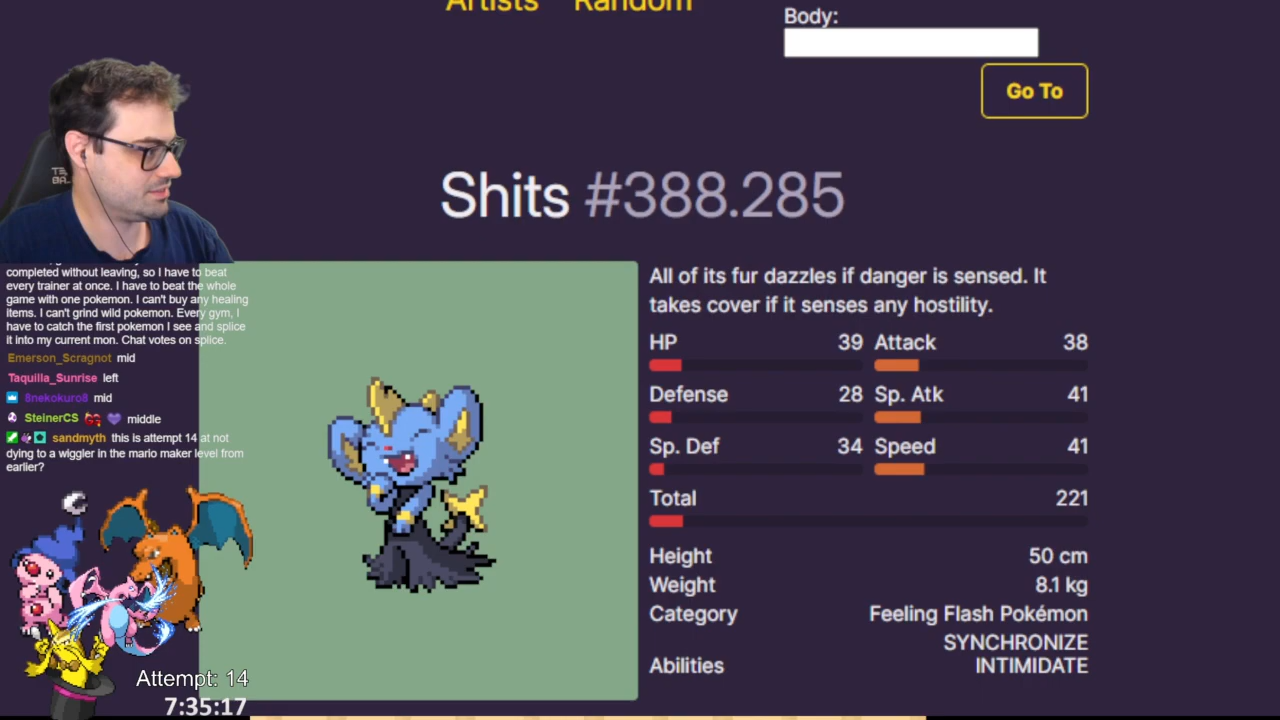 Artists Random
Body:
Go To
Shits #388.285
completed without leaving, so I have to beat
every trainer at once. I have to beat the whole
game with one pokemon. I can't buy any healing
items. I can't grind wild pokemon. Every gym, I
have to catch the first pokemon I see and splice
it into my current mon. Chat votes on splice.
Emerson_Scragnot mid
Taquilla_Sunrise left
8nekokuro8 mid
SteinerCS middle
sandmyth this is attempt 14 at not
dying to a wiggler in the mario maker level from
earlier?
Attempt: 14
7:35:17
All of its fur dazzles if danger is sensed. It
takes cover if it senses any hostility.
HP 39 Attack 38
Defense 28 Sp. Atk 41
Sp. Def 34 Speed 41
Total 221
Height 50 cm
Weight 8.1 kg
Category Feeling Flash Pokémon
SYNCHRONIZE
Abilities INTIMIDATE